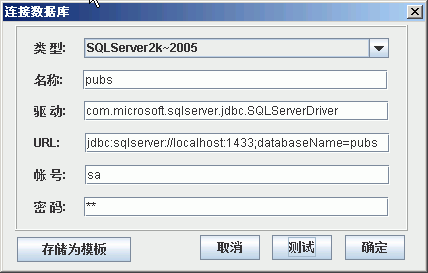 连接数据库
类 型: SQLServer2k~2005
名称: pubs
驱 动: com.microsoft.sqlserver.jdbc.SQLServerDriver
URL: jdbc:sqlserver://localhost:1433;databaseName=pubs
帐 号: sa
密 码: **
存储为模板 取消 测试 确定